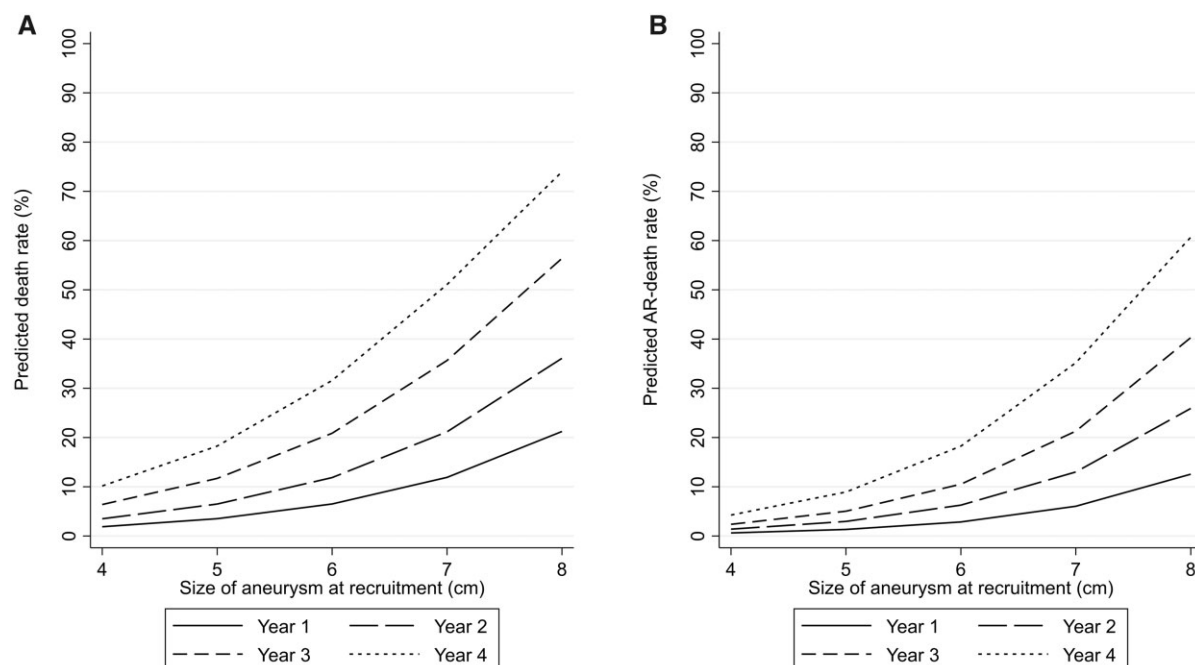 A
Predicted death rate (%)
100
90
80
70
60
50
40
30
20
10
0
4 5 6 7 8
Size of aneurysm at recruitment (cm)
Year 1 Year 2
Year 3 Year 4
B
Predicted AR-death rate (%)
100
90
80
70
60
50
40
30
20
10
0
4 5 6 7 8
Size of aneurysm at recruitment (cm)
Year 1 Year 2
Year 3 Year 4